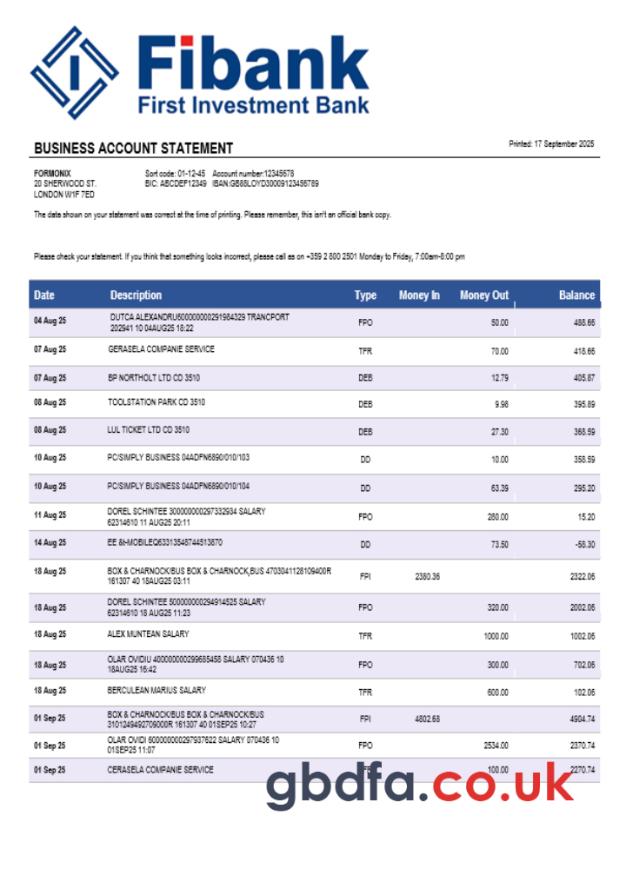 Fibank
First Investment Bank
BUSINESS ACCOUNT STATEMENT
Printed: 17 September 2025
FORMONIX
20 SHERWOOD ST.
LONDON W1F 7ED
Sort code: 01-12-45 Account number:12345678
BIC: ABCDEF12349 IBAN:GB85LOYD30009123456789
The data shown on your statement was correct at the time of printing. Please remember, this isn't an official bank copy.
Please check your statement. If you think that something looks incorrect, please call as on +359 2 800 2501 Monday to Friday, 7:00am-8:00 pm
Date Description Type Money In Money Out Balance
04 Aug 25 DUTCA ALEXANDRU600000000291984329 TRANCPORT FPO 50.00 488.66
202941 10 04AUG25 18:22
07 Aug 25 GERASELA COMPANIE SERVICE TFR 70.00 418.66
07 Aug 25 BP NORTHOLT LTD CD 3510 DEB 12.79 405.87
08 Aug 25 TOOLSTATION PARK CD 3510 DEB 9.98 395.89
08 Aug 25 LUL TICKET LTD CD 3510 DEB 27.30 368.59
10 Aug 25 PC/SIMPLY BUSINESS 04ADFN6890/010/103 DD 10.00 358.59
10 Aug 25 PC/SIMPLY BUSINESS 04ADFN6890/010/104 DD 63.39 295.20
11 Aug 25 DOREL SCHINTEE 300000000297332934 SALARY FPO 280.00 15.20
62314610 11 AUG25 20:11
14 Aug 25 EE &I-MOBILEQ63313548744513870 DD 73.50 -58.30
18 Aug 25 BOX & CHARNOCK/BUS BOX & CHARNOCK,BUS 4703041128109400R FPI 2380.36 2322.06
161307 40 18AUG25 03:11
18 Aug 25 DOREL SCHINTEE 500000000294914525 SALARY FPO 320.00 2002.06
62314610 18 AUG25 11:23
18 Aug 25 ALEX MUNTEAN SALARY TFR 1000.00 1002.06
18 Aug 25 OLAR OVIDIU 400000000299685458 SALARY 070436 10 FPO 300.00 702.06
18AUG25 16:42
18 Aug 25 BERCULEAN MARIUS SALARY TFR 600.00 102.06
01 Sep 25 BOX & CHARNOCK/BUS BOX & CHARNOCK/BUS FPI 4802.68 4904.74
3101249492709000R 161307 40 01SEP25 10:27
01 Sep 25 OLAR OVIDI 600000000297937622 SALARY 070436 10 FPO 2534.00 2370.74
01SEP25 11:07
01 Sep 25 CERASELA COMPANIE SERVICE 100.00 2270.74
gbdfa.co.uk